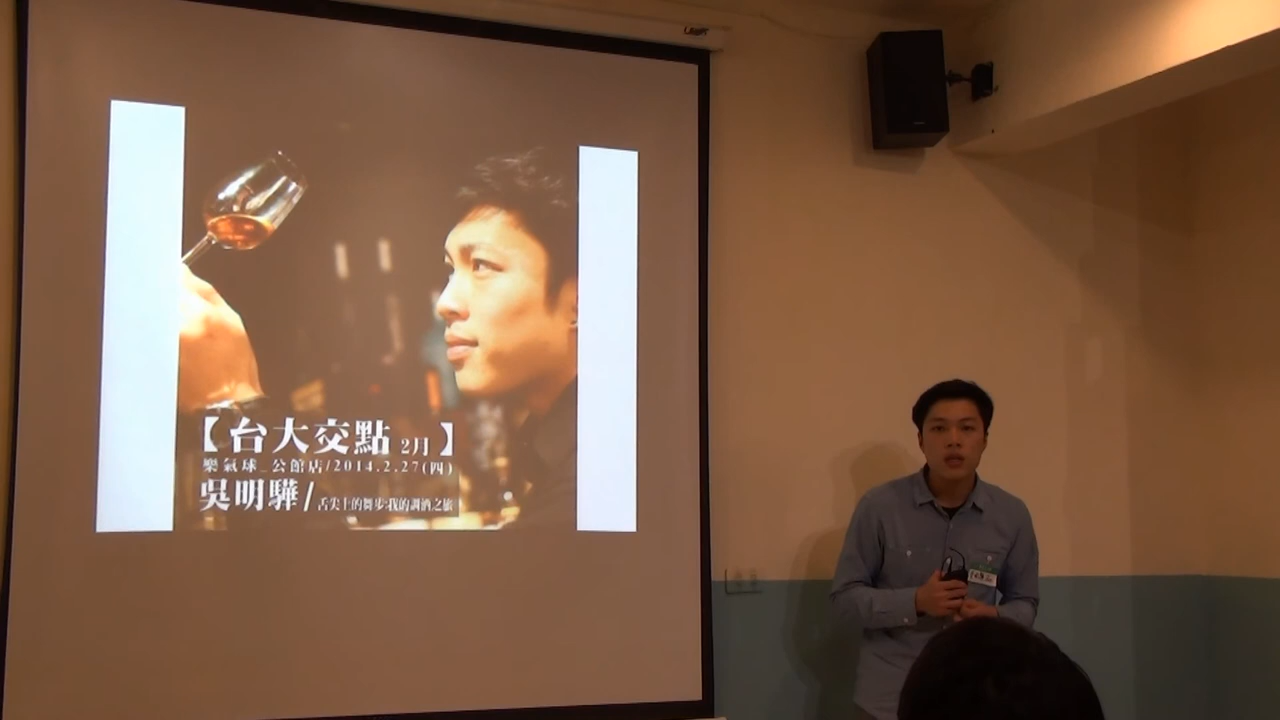 【台大交點 2月】
樂氣球_公館店/2014.2.27(四)
吳明驊/舌尖上的舞步:我的調酒之旅